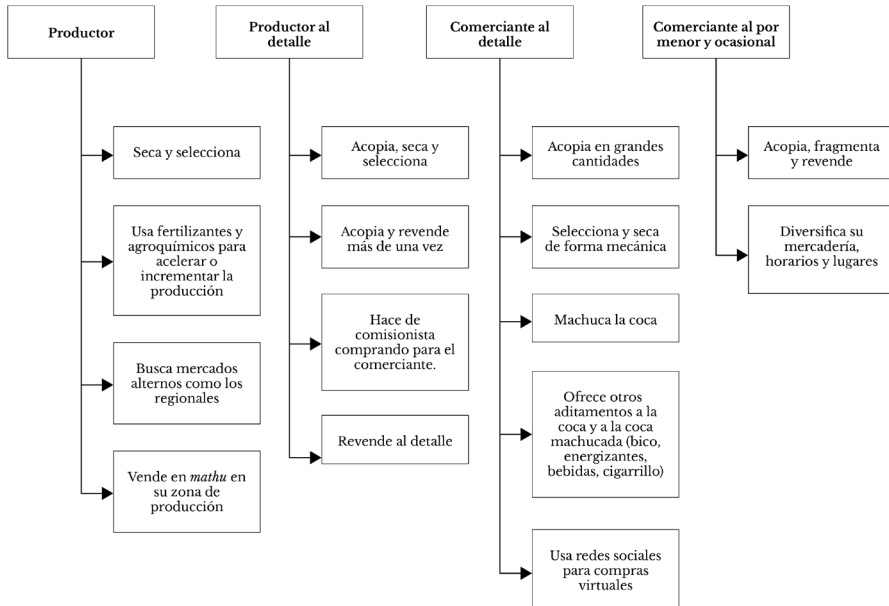 Productor
Seca y selecciona
Usa fertilizantes y
agroquímicos para
acelerar o
incrementar la
producción
Busca mercados
alternos como los
regionales
Vende en mathu en
su zona de
producción
Productor al
detalle
Acopia, seca y
selecciona
Acopia y revende
más de una vez
Hace de
comisionista
comprando para el
comerciante.
Revende al detalle
Comerciante al
detalle
Acopia en grandes
cantidades
Selecciona y seca
de forma mecánica
Machuca la coca
Ofrece otros
aditamentos a la
coca y a la coca
machucada (bico,
energizantes,
bebidas, cigarrillo)
Usa redes sociales
para compras
virtuales
Comerciante al por
menor y ocasional
Acopia, fragmenta
y revende
Diversifica su
mercadería,
horarios y lugares